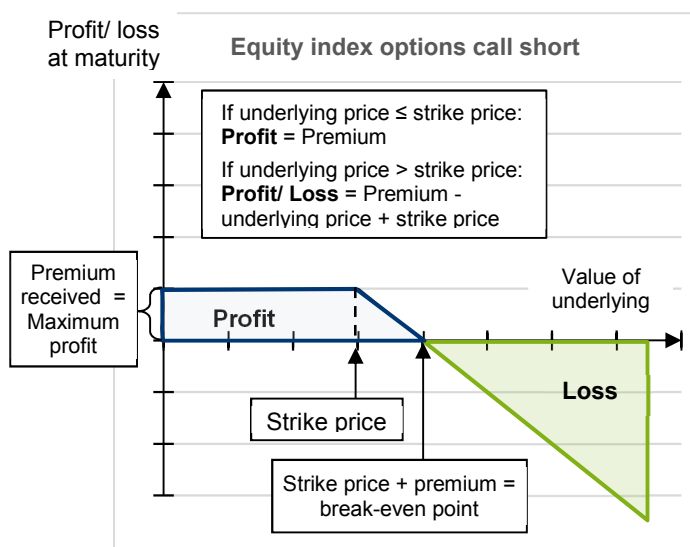 Profit/ loss
at maturity
Equity index options call short
If underlying price ≤ strike price:
Profit = Premium
If underlying price > strike price:
Profit/ Loss = Premium -
underlying price + strike price
Premium
received =
Maximum
profit
Profit
Value of
underlying
Loss
Strike price
Strike price + premium =
break-even point